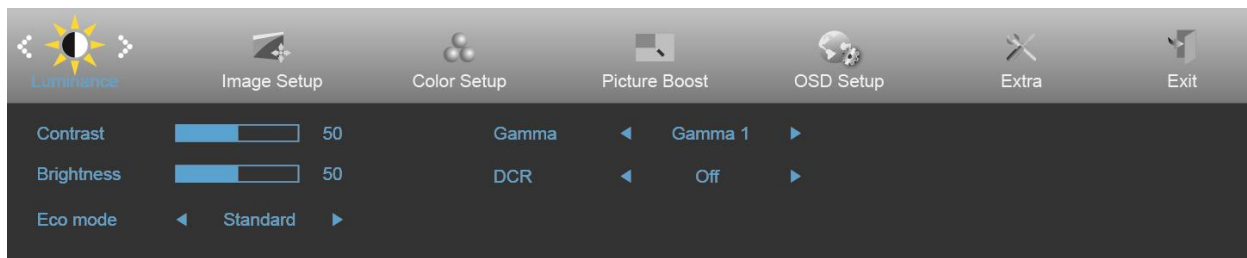 Luminance Image Setup Color Setup Picture Boost OSD Setup Extra Exit
Contrast 50 Gamma Gamma 1
Brightness 50 DCR Off
Eco mode Standard